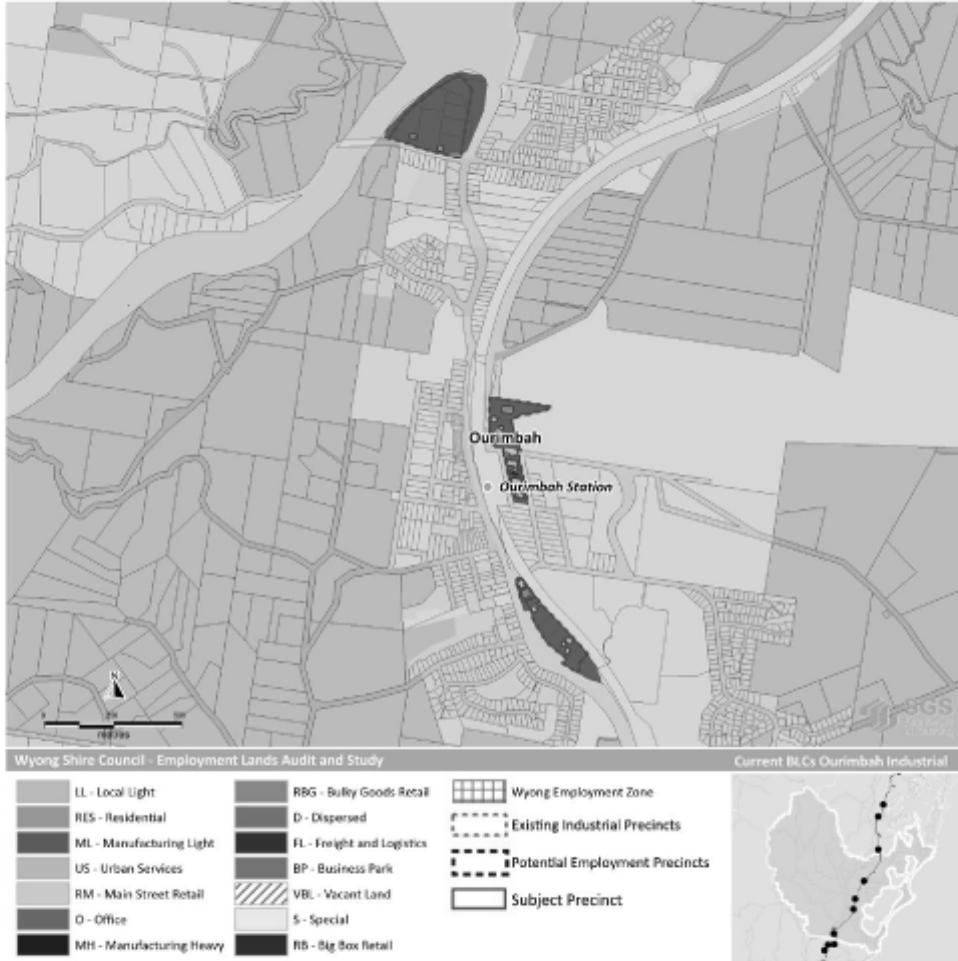 Ourimbah
Ourimbah Station
N
metres
SGS
Wyong Shire Council - Employment Lands Audit and Study
Current BLCs Ourimbah Industrial
LL - Local Light
RES - Residential
ML - Manufacturing Light
US - Urban Services
RM - Main Street Retail
O - Office
MH - Manufacturing Heavy
RBG - Bulky Goods Retail
D - Dispersed
FL - Freight and Logistics
BP - Business Park
VBL - Vacant Land
S - Special
RB - Big Box Retail
Wyong Employment Zone
Existing Industrial Precincts
Potential Employment Precincts
Subject Precinct